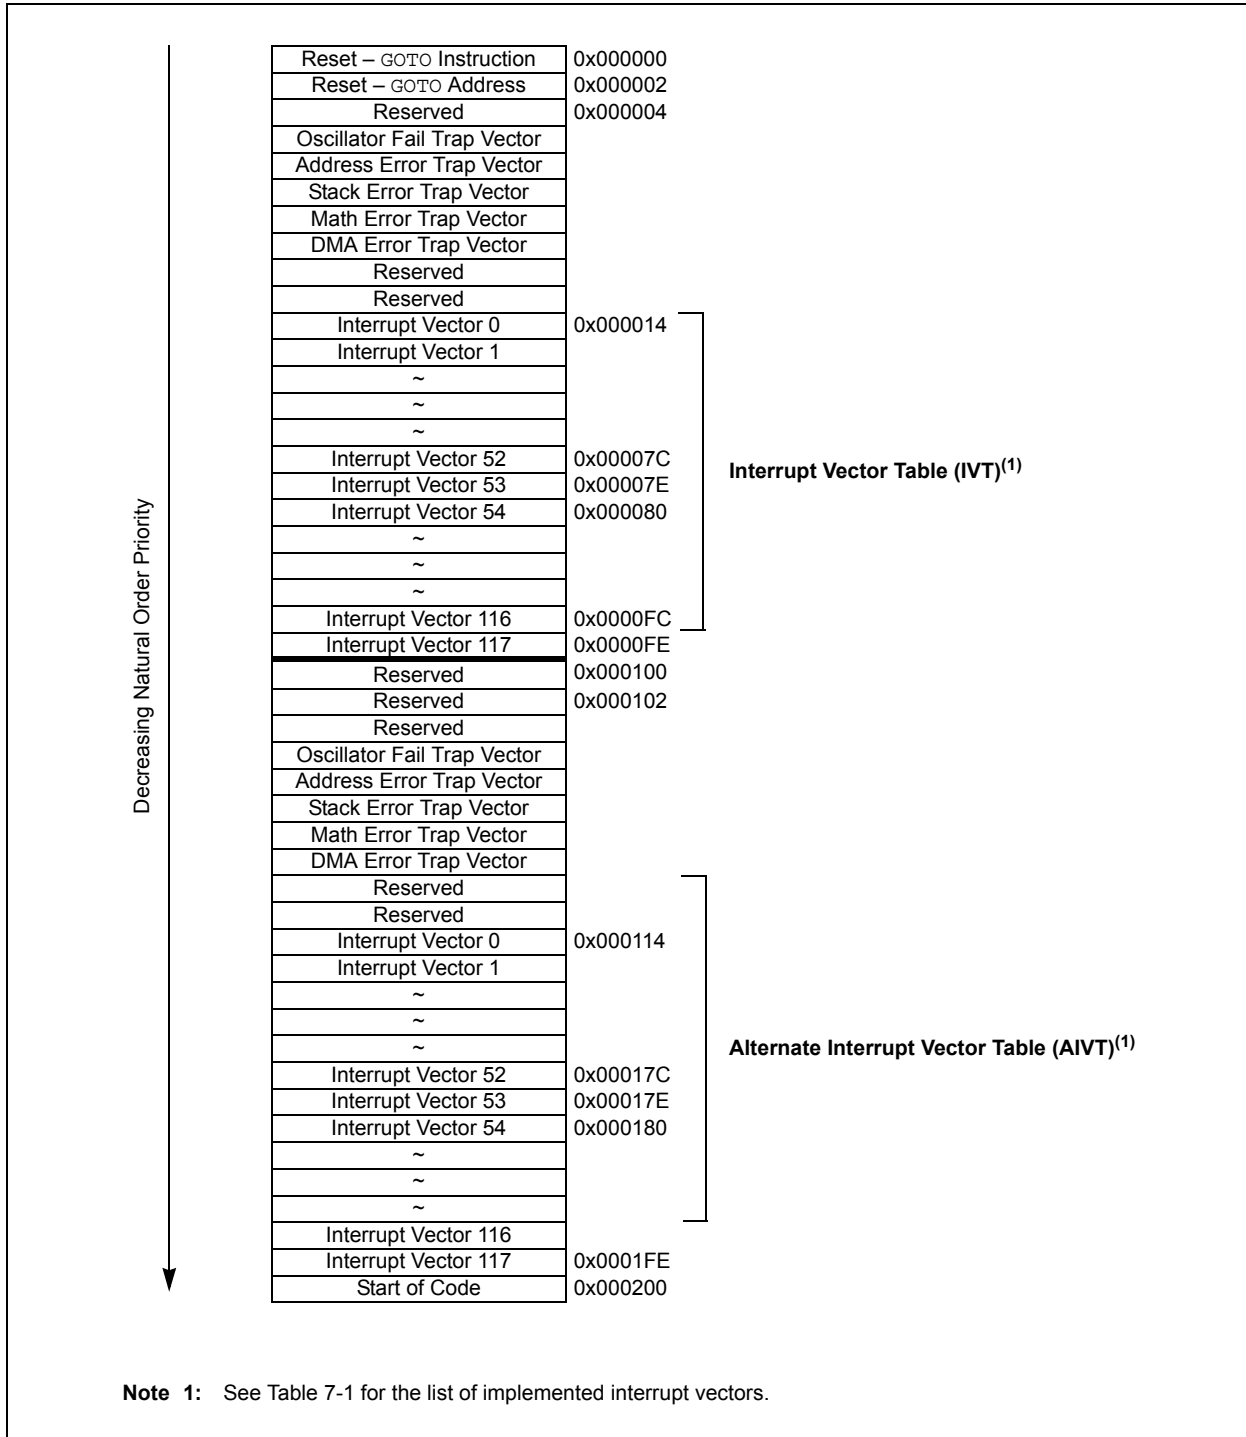 Decreasing Natural Order Priority
Reset – GOTO Instruction 0x000000
Reset – GOTO Address 0x000002
Reserved 0x000004
Oscillator Fail Trap Vector
Address Error Trap Vector
Stack Error Trap Vector
Math Error Trap Vector
DMA Error Trap Vector
Reserved
Reserved
Interrupt Vector 0 0x000014
Interrupt Vector 1
~
~
~
Interrupt Vector 52 0x00007C
Interrupt Vector Table (IVT)(1)
Interrupt Vector 53 0x00007E
Interrupt Vector 54 0x000080
~
~
~
Interrupt Vector 116 0x0000FC
Interrupt Vector 117 0x0000FE
Reserved 0x000100
Reserved 0x000102
Reserved
Oscillator Fail Trap Vector
Address Error Trap Vector
Stack Error Trap Vector
Math Error Trap Vector
DMA Error Trap Vector
Reserved
Reserved
Interrupt Vector 0 0x000114
Interrupt Vector 1
~
~
~
Alternate Interrupt Vector Table (AIVT)(1)
Interrupt Vector 52 0x00017C
Interrupt Vector 53 0x00017E
Interrupt Vector 54 0x000180
~
~
~
Interrupt Vector 116
Interrupt Vector 117 0x0001FE
Start of Code 0x000200
Note 1: See Table 7-1 for the list of implemented interrupt vectors.